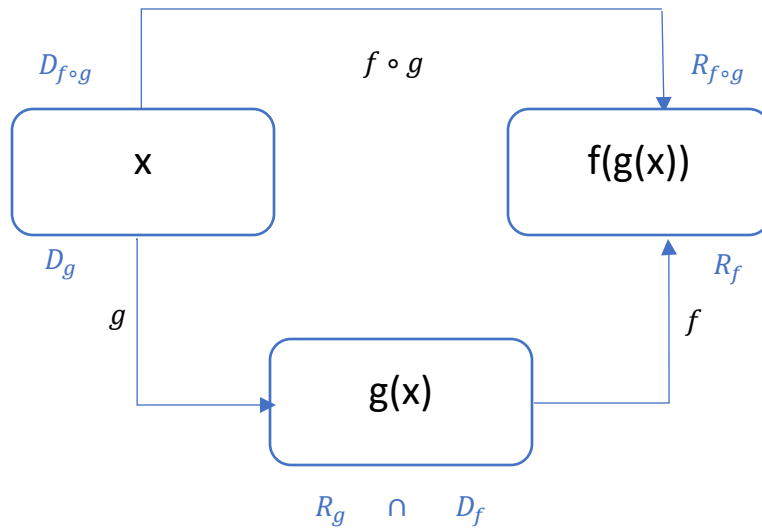 D_{f∘g} f ∘ g R_{f∘g}
x f(g(x))
D_g R_f
g f
g(x)
R_g ∩ D_f